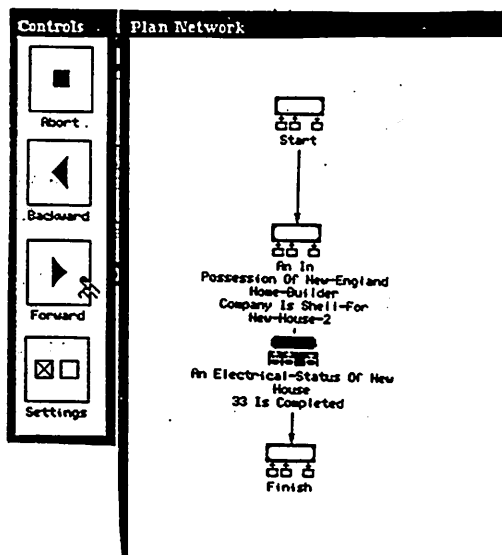 Controls
Plan Network
Abort
Backward
Forward
Settings
Start
An In
Possession Of New-England
Home-Builder
Company Is Shell-For
New-House-2
An Electrical-Status Of New
House
33 Is Completed
Finish